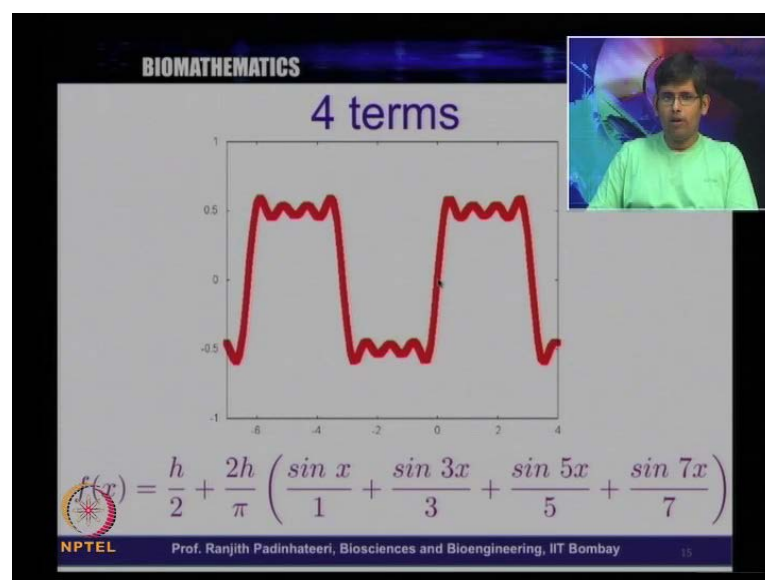 BIOMATHEMATICS
4 terms
1
0.5
0
-0.5
-1
-6 -4 -2 0 2 4
f(x) = h/2 + 2h/π ( sin x/1 + sin 3x/3 + sin 5x/5 + sin 7x/7 )
NPTEL
Prof. Ranjith Padinhateeri, Biosciences and Bioengineering, IIT Bombay 15